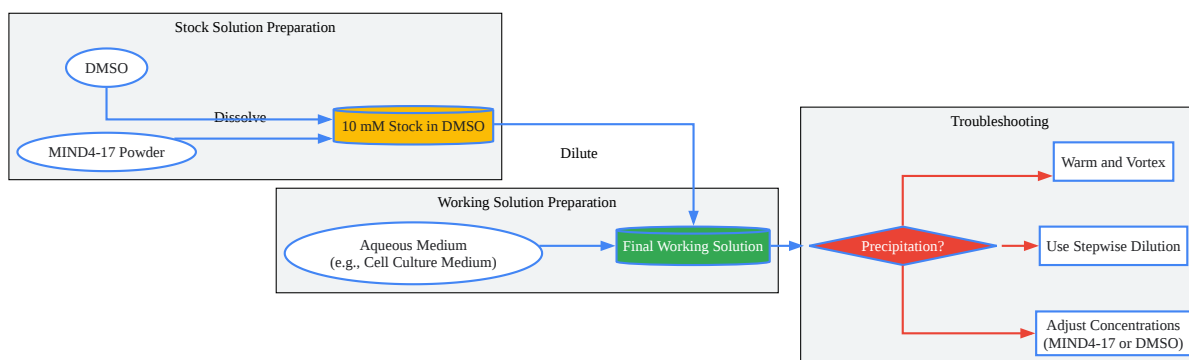 Stock Solution Preparation
DMSO
Dissolve
10 mM Stock in DMSO
MIND4-17 Powder
Dilute
Working Solution Preparation
Aqueous Medium
(e.g., Cell Culture Medium)
Final Working Solution
Troubleshooting
Precipitation?
Warm and Vortex
Use Stepwise Dilution
Adjust Concentrations
(MIND4-17 or DMSO)